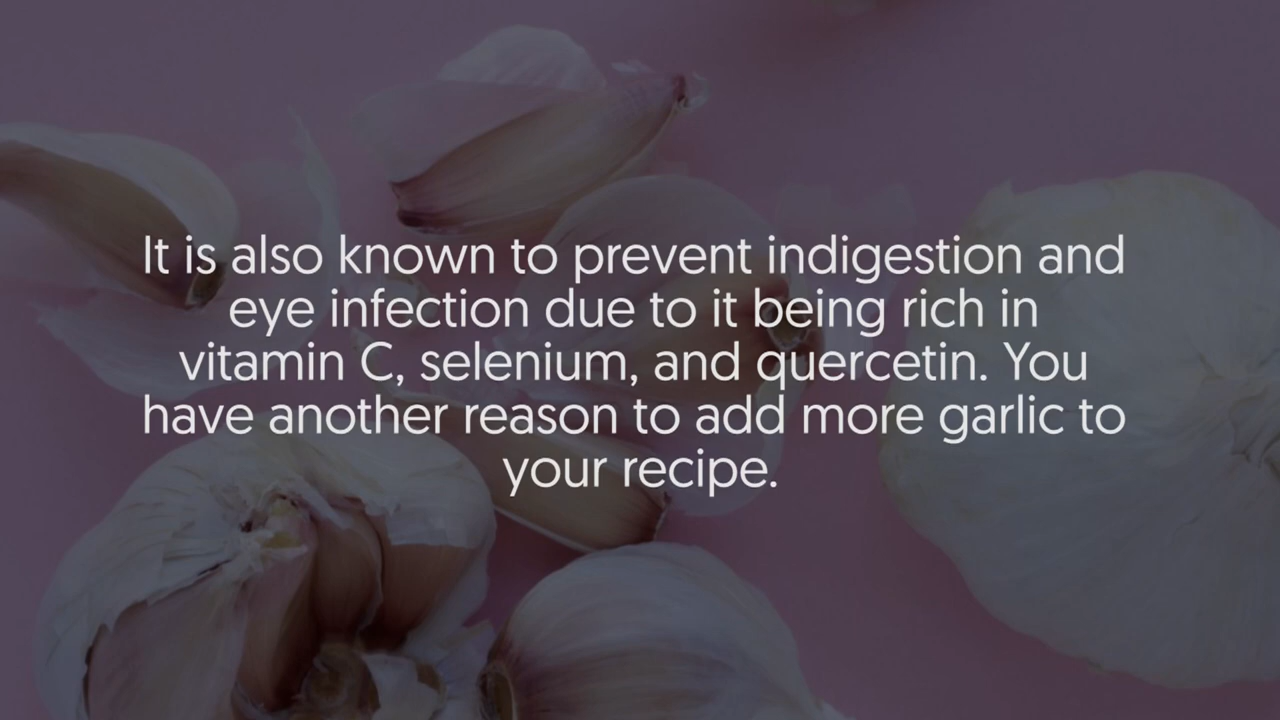 It is also known to prevent indigestion and
eye infection due to it being rich in
vitamin C, selenium, and quercetin. You
have another reason to add more garlic to
your recipe.